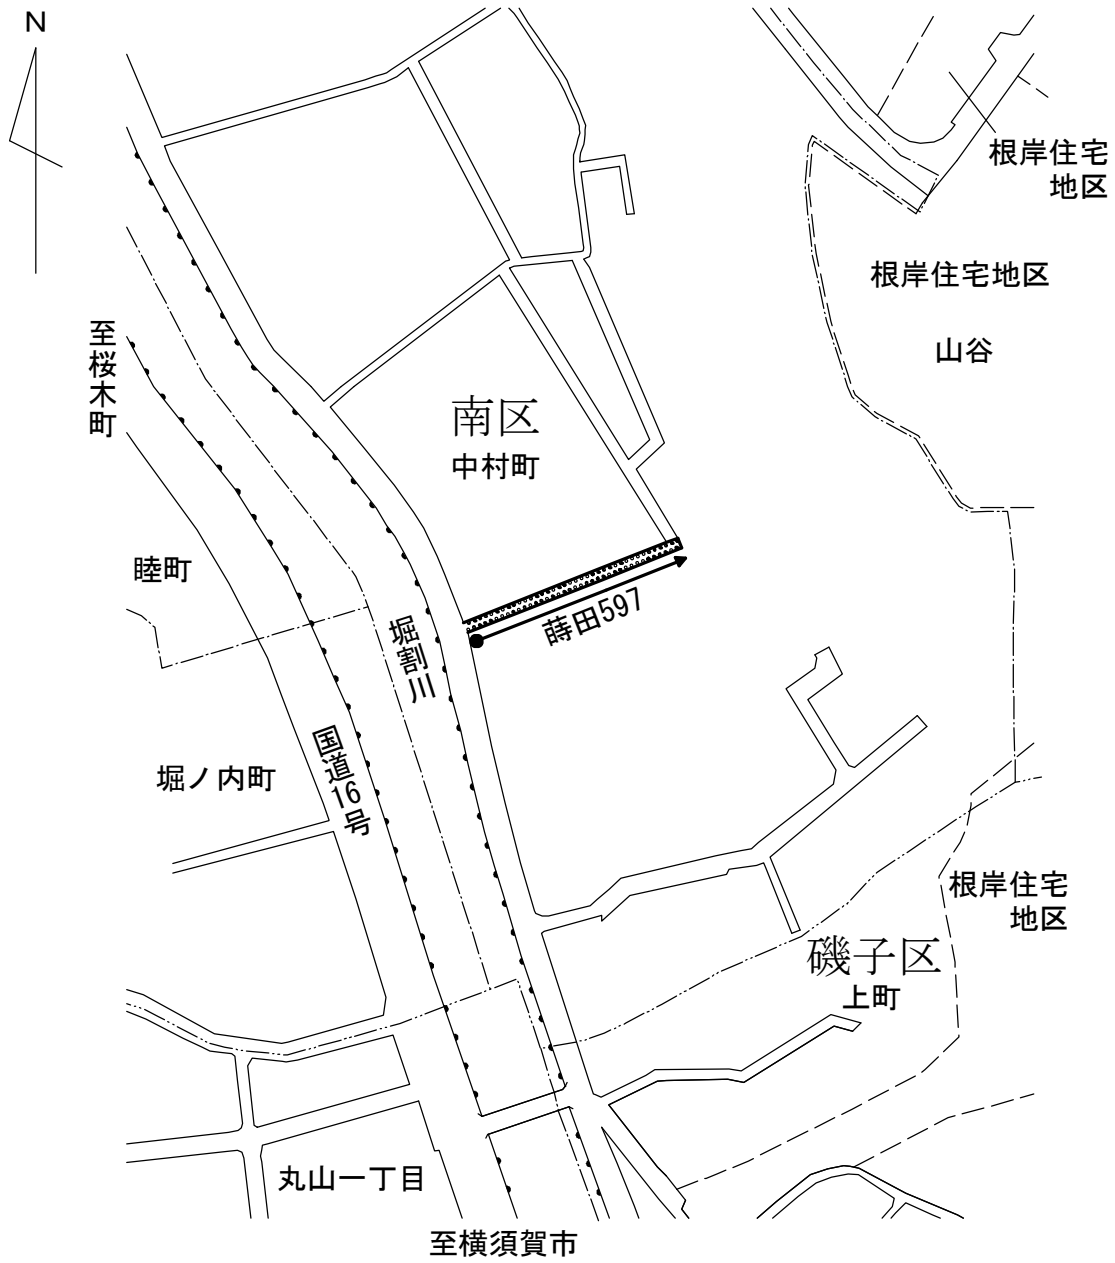 N
根岸住宅
地区
根岸住宅地区
山谷
至桜木町
南区
中村町
睦町
蒔田597
堀割川
国道16号
堀ノ内町
根岸住宅
地区
磯子区
上町
丸山一丁目
至横須賀市